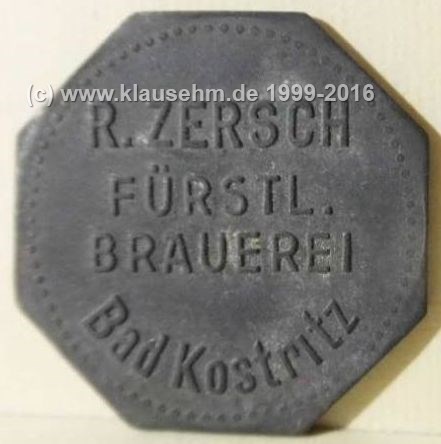 (c) www.klausehm.de 1999-2016
R. ZERSCH
FÜRSTL.
BRAUEREI
Bad Kostritz